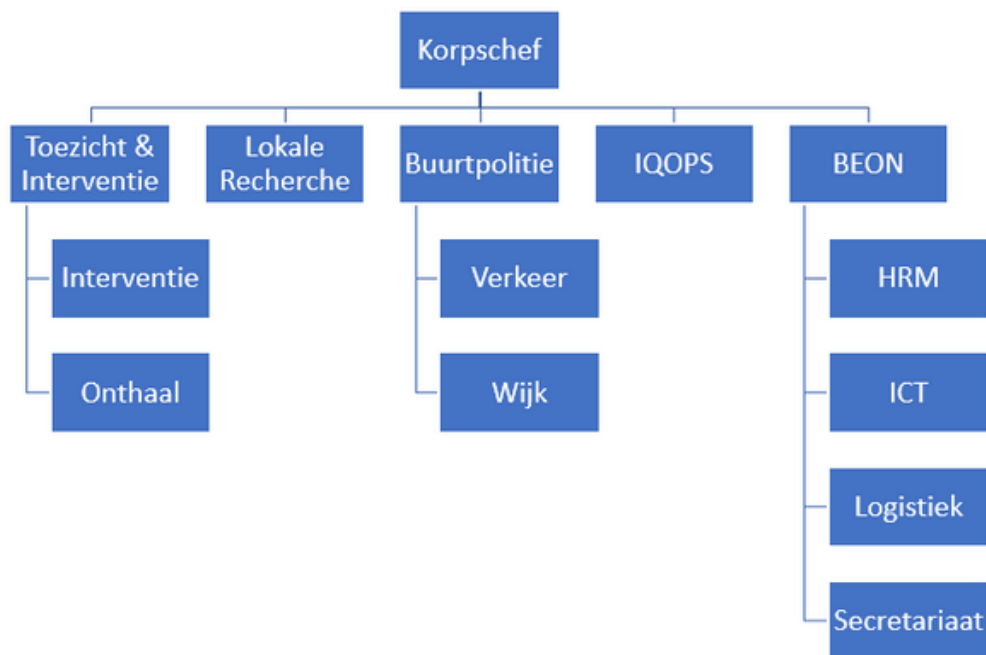 Korpschef
Toezicht &
Interventie
Lokale
Recherche
Buurtpolitie
IQOPS
BEON
Interventie
Onthaal
Verkeer
Wijk
HRM
ICT
Logistiek
Secretariaat